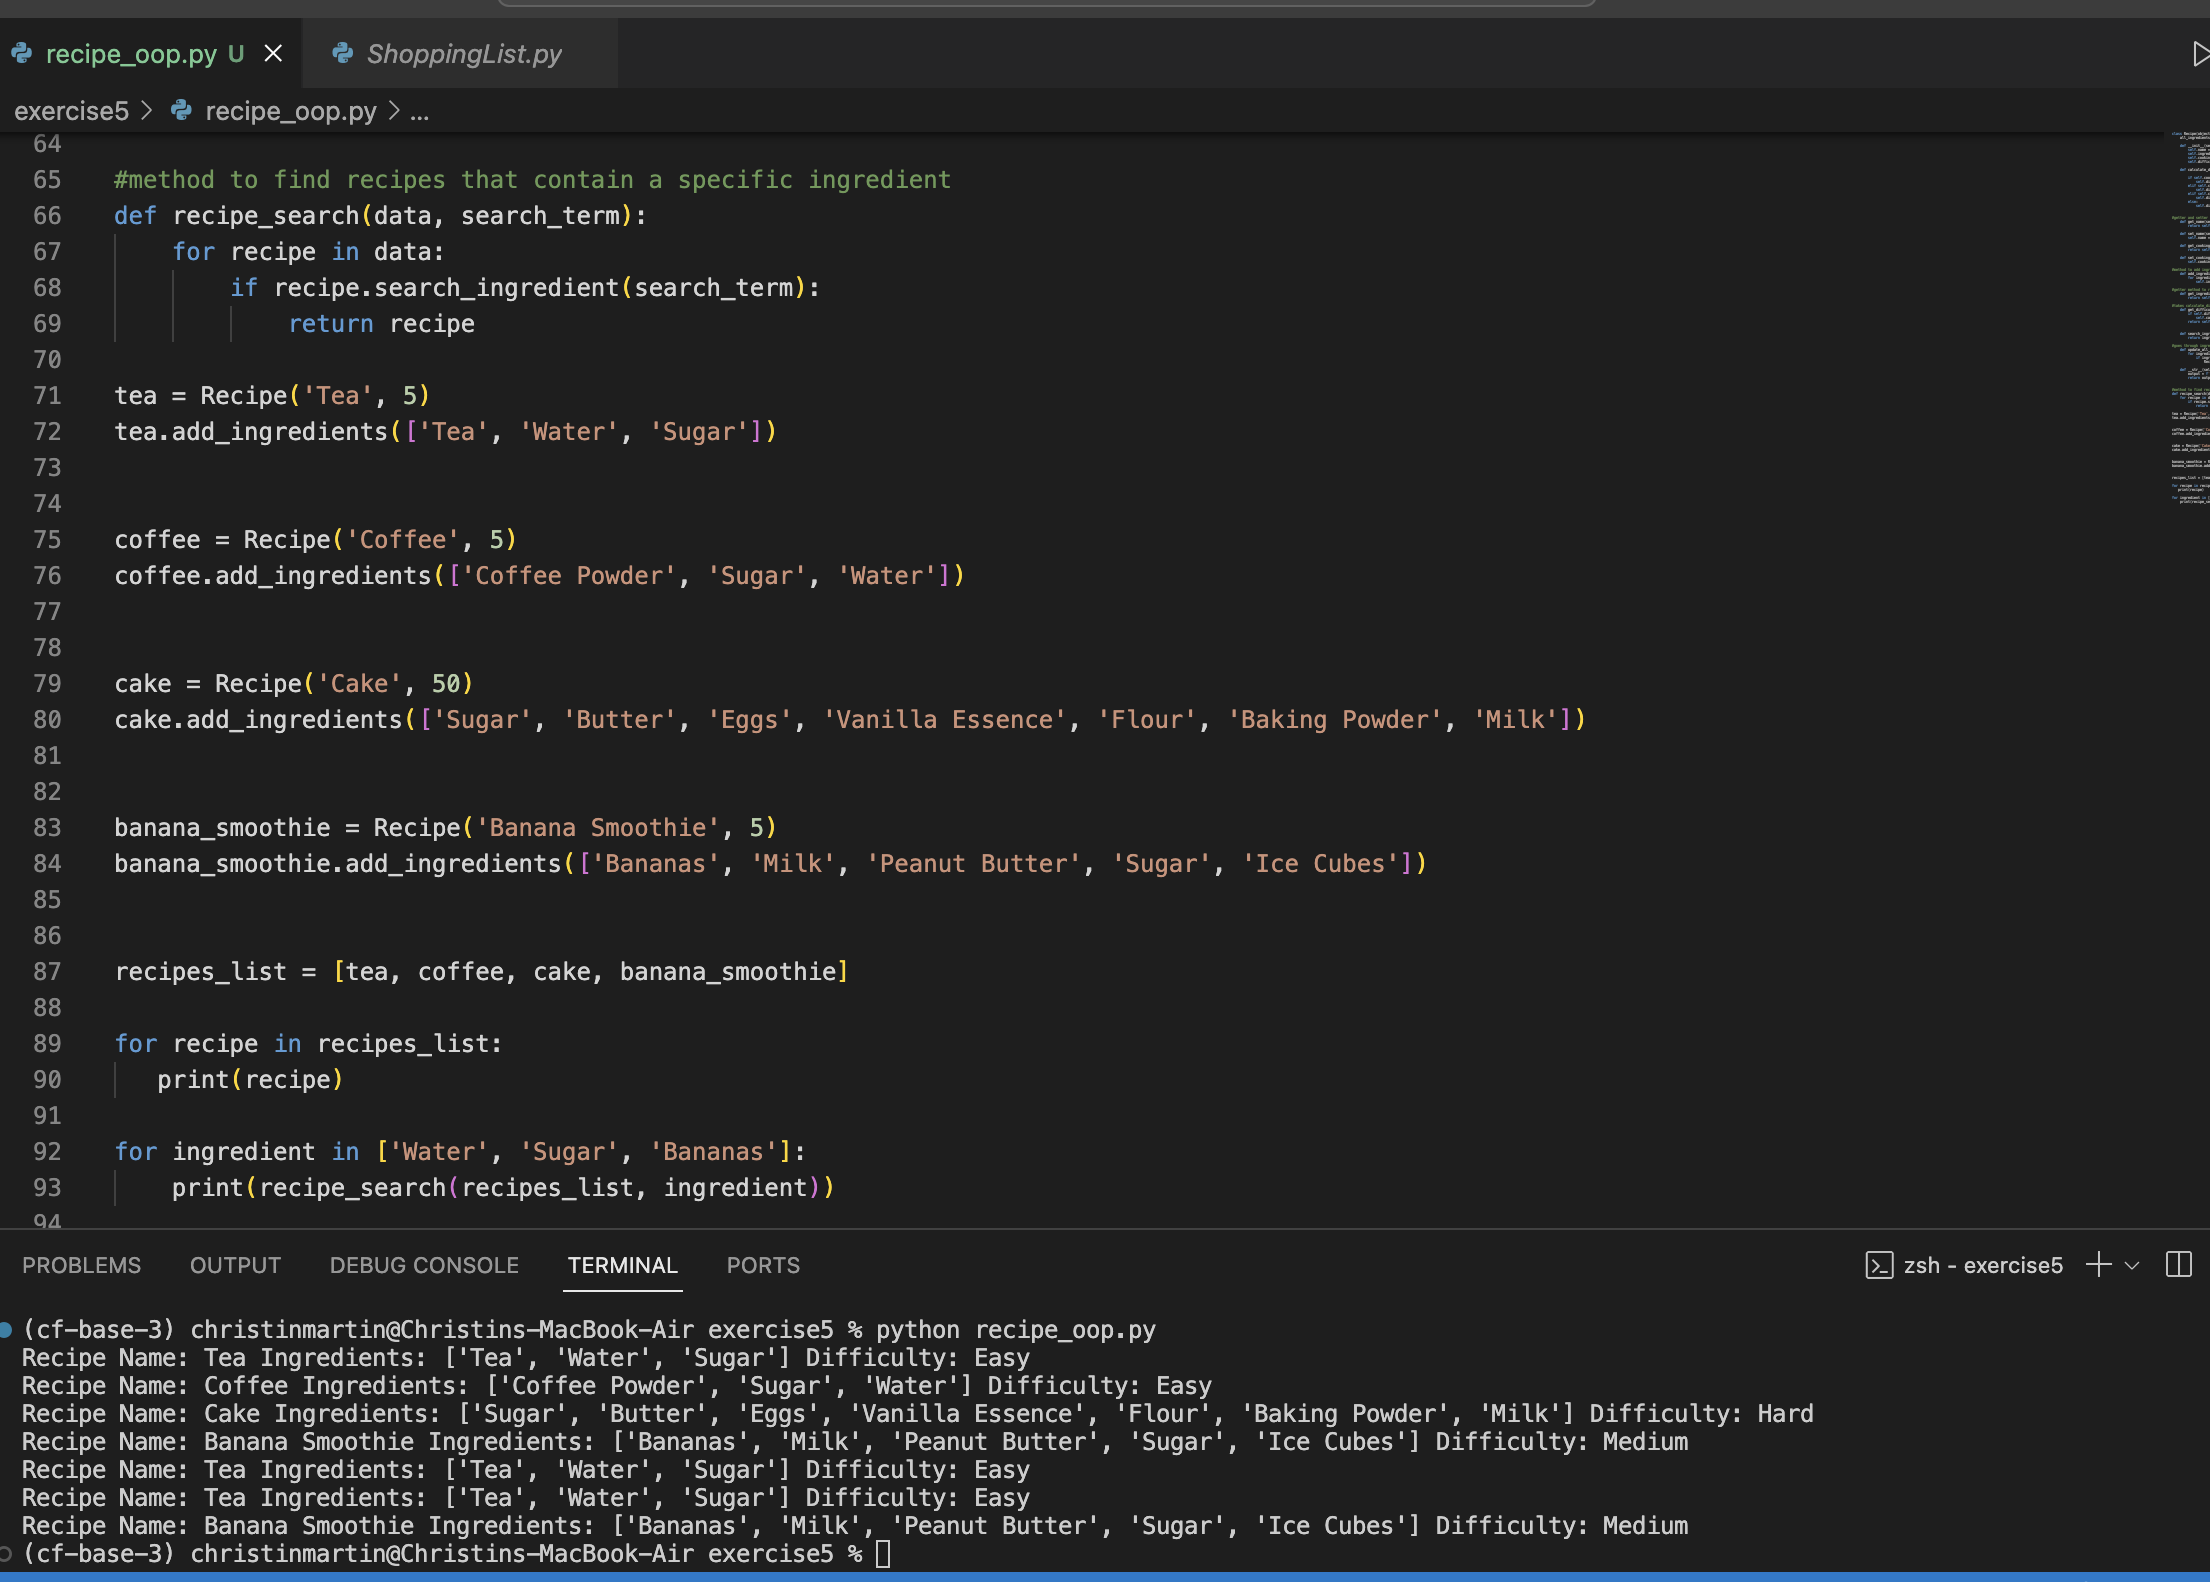 recipe_oop.py U
ShoppingList.py
exercise5 > recipe_oop.py > ...
64
65 #method to find recipes that contain a specific ingredient
66 def recipe_search(data, search_term):
67     for recipe in data:
68         if recipe.search_ingredient(search_term):
69             return recipe
70
71 tea = Recipe('Tea', 5)
72 tea.add_ingredients(['Tea', 'Water', 'Sugar'])
73
74
75 coffee = Recipe('Coffee', 5)
76 coffee.add_ingredients(['Coffee Powder', 'Sugar', 'Water'])
77
78
79 cake = Recipe('Cake', 50)
80 cake.add_ingredients(['Sugar', 'Butter', 'Eggs', 'Vanilla Essence', 'Flour', 'Baking Powder', 'Milk'])
81
82
83 banana_smoothie = Recipe('Banana Smoothie', 5)
84 banana_smoothie.add_ingredients(['Bananas', 'Milk', 'Peanut Butter', 'Sugar', 'Ice Cubes'])
85
86
87 recipes_list = [tea, coffee, cake, banana_smoothie]
88
89 for recipe in recipes_list:
90    print(recipe)
91
92 for ingredient in ['Water', 'Sugar', 'Bananas']:
93     print(recipe_search(recipes_list, ingredient))
94
PROBLEMS OUTPUT DEBUG CONSOLE TERMINAL PORTS zsh - exercise5
(cf-base-3) christinmartin@Christins-MacBook-Air exercise5 % python recipe_oop.py
Recipe Name: Tea Ingredients: ['Tea', 'Water', 'Sugar'] Difficulty: Easy
Recipe Name: Coffee Ingredients: ['Coffee Powder', 'Sugar', 'Water'] Difficulty: Easy
Recipe Name: Cake Ingredients: ['Sugar', 'Butter', 'Eggs', 'Vanilla Essence', 'Flour', 'Baking Powder', 'Milk'] Difficulty: Hard
Recipe Name: Banana Smoothie Ingredients: ['Bananas', 'Milk', 'Peanut Butter', 'Sugar', 'Ice Cubes'] Difficulty: Medium
Recipe Name: Tea Ingredients: ['Tea', 'Water', 'Sugar'] Difficulty: Easy
Recipe Name: Tea Ingredients: ['Tea', 'Water', 'Sugar'] Difficulty: Easy
Recipe Name: Banana Smoothie Ingredients: ['Bananas', 'Milk', 'Peanut Butter', 'Sugar', 'Ice Cubes'] Difficulty: Medium
(cf-base-3) christinmartin@Christins-MacBook-Air exercise5 %